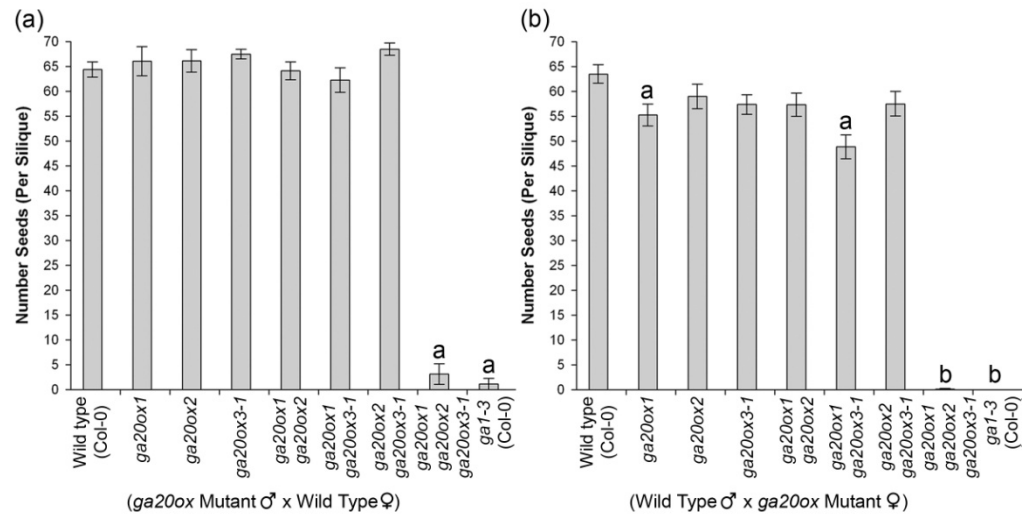 (a)
Number Seeds (Per Silique)
70
65
60
55
50
45
40
35
30
25
20
15
10
5
0
a
a
Wild type
(Col-0)
ga20ox1
ga20ox2
ga20ox3-1
ga20ox1
ga20ox2
ga20ox1
ga20ox3-1
ga20ox2
ga20ox3-1
ga20ox1
ga20ox2
ga20ox3-1
ga1-3
(Col-0)
(ga20ox Mutant ♂ x Wild Type ♀)
(b)
Number Seeds (Per Silique)
70
65
60
55
50
45
40
35
30
25
20
15
10
5
0
a
a
b
b
Wild type
(Col-0)
ga20ox1
ga20ox2
ga20ox3-1
ga20ox1
ga20ox2
ga20ox1
ga20ox3-1
ga20ox2
ga20ox3-1
ga20ox1
ga20ox2
ga20ox3-1
ga1-3
(Col-0)
(Wild Type ♂ x ga20ox Mutant ♀)